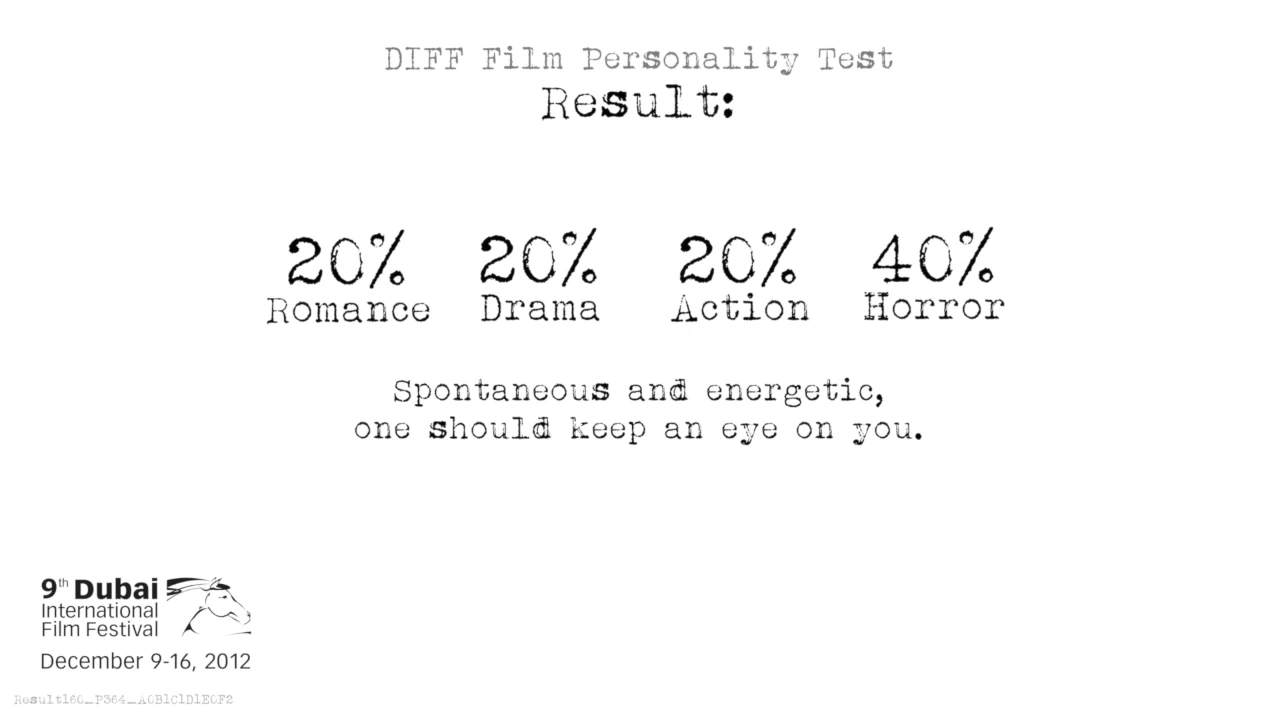 DIFF Film Personality Test
Result:
20% 20% 20% 40%
Romance Drama Action Horror
Spontaneous and energetic,
one should keep an eye on you.
9th Dubai
International
Film Festival
December 9-16, 2012
Result160_P364_A0B1C1D1E0F2